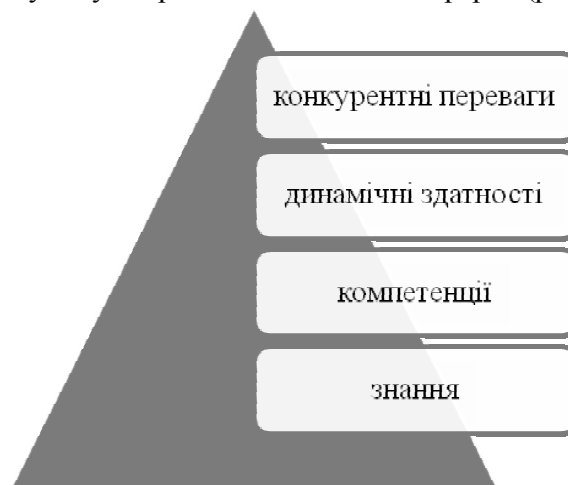 конкурентні переваги
динамічні здатності
компетенції
знання